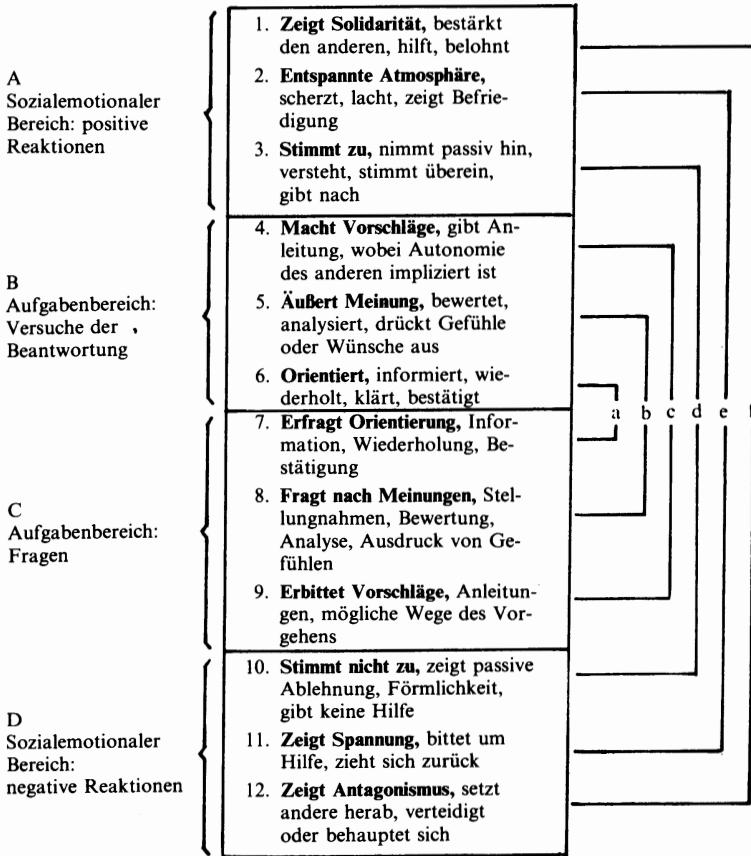 A
Sozialemotionaler
Bereich: positive
Reaktionen
1. Zeigt Solidarität, bestärkt
den anderen, hilft, belohnt
2. Entspannte Atmosphäre,
scherzt, lacht, zeigt Befrie-
digung
3. Stimmt zu, nimmt passiv hin,
versteht, stimmt überein,
gibt nach
B
Aufgabenbereich:
Versuche der
Beantwortung
4. Macht Vorschläge, gibt An-
leitung, wobei Autonomie
des anderen impliziert ist
5. Äußert Meinung, bewertet,
analysiert, drückt Gefühle
oder Wünsche aus
6. Orientiert, informiert, wie-
derholt, klärt, bestätigt
a b c d e f
C
Aufgabenbereich:
Fragen
7. Erfragt Orientierung, Infor-
mation, Wiederholung, Be-
stätigung
8. Fragt nach Meinungen, Stel-
lungnahmen, Bewertung,
Analyse, Ausdruck von Ge-
fühlen
9. Erbittet Vorschläge, Anleitun-
gen, mögliche Wege des Vor-
gehens
D
Sozialemotionaler
Bereich:
negative Reaktionen
10. Stimmt nicht zu, zeigt passive
Ablehnung, Förmlichkeit,
gibt keine Hilfe
11. Zeigt Spannung, bittet um
Hilfe, zieht sich zurück
12. Zeigt Antagonismus, setzt
andere herab, verteidigt
oder behauptet sich